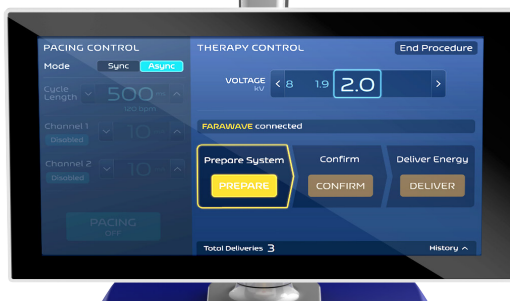 PACING CONTROL
Mode
Sync
Async
Cycle Length
500
120 bpm
Channel 1
Disabled
10
Channel 2
Disabled
10
PACING
OFF
THERAPY CONTROL
End Procedure
VOLTAGE
kV
< 8 1.9 2.0 >
FARAWAVE connected
Prepare System
PREPARE
Confirm
CONFIRM
Deliver Energy
DELIVER
Total Deliveries 3
History